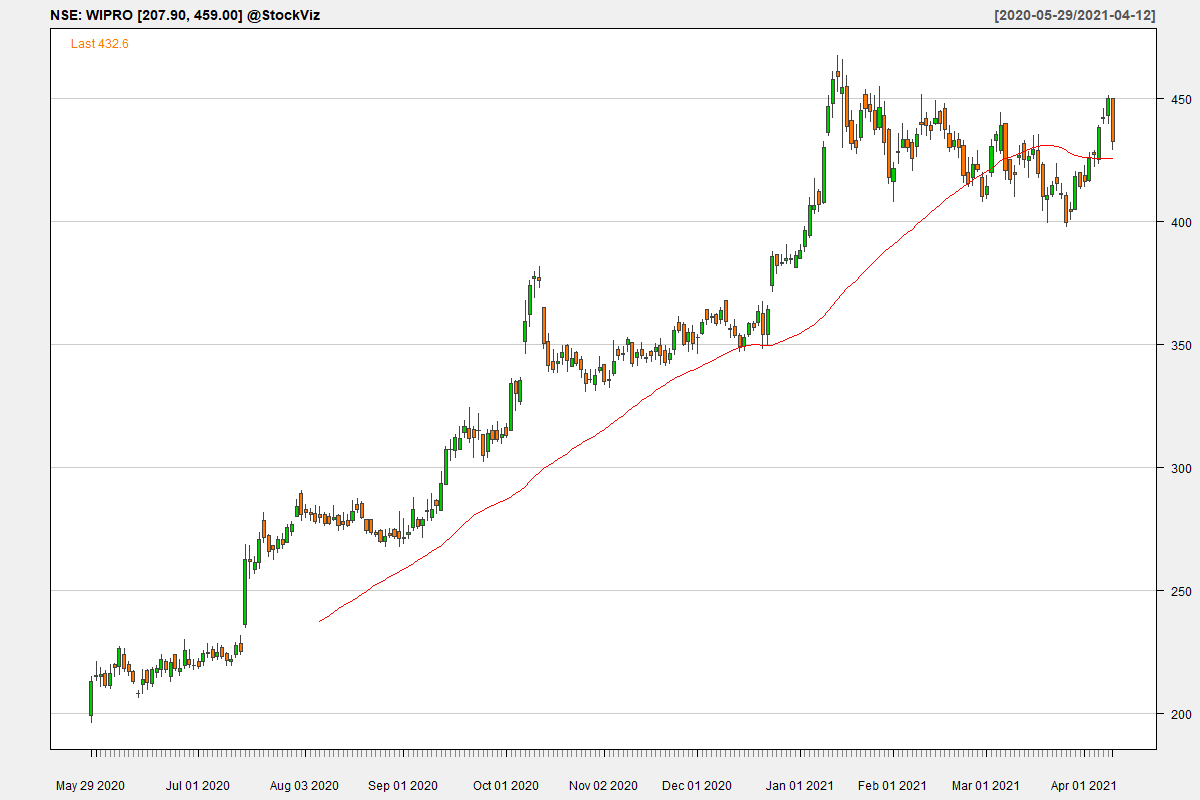 NSE: WIPRO [207.90, 459.00] @StockViz [2020-05-29/2021-04-12]
Last 432.6
450
400
350
300
250
200
May 29 2020 Jul 01 2020 Aug 03 2020 Sep 01 2020 Oct 01 2020 Nov 02 2020 Dec 01 2020 Jan 01 2021 Feb 01 2021 Mar 01 2021 Apr 01 2021